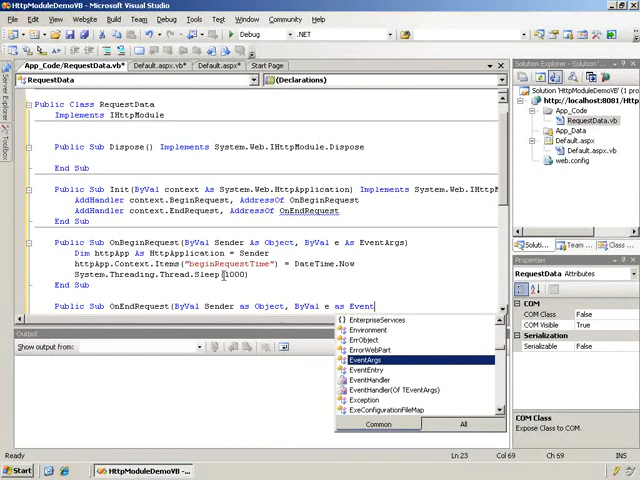 HttpModuleDemoVB - Microsoft Visual Studio
File Edit View Website Build Team Debug Data Tools Test Window Community Help
Debug .NET
App_Code/RequestData.vb* Default.aspx.vb* Default.aspx* Start Page
RequestData (Declarations)
Public Class RequestData
Implements IHttpModule
Public Sub Dispose() Implements System.Web.IHttpModule.Dispose
End Sub
Public Sub Init(ByVal context As System.Web.HttpApplication) Implements System.Web.IHttpM
AddHandler context.BeginRequest, AddressOf OnBeginRequest
AddHandler context.EndRequest, AddressOf OnEndRequest
End Sub
Public Sub OnBeginRequest(ByVal Sender As Object, ByVal e As EventArgs)
Dim httpApp As HttpApplication = Sender
httpApp.Context.Items("beginRequestTime") = DateTime.Now
System.Threading.Thread.Sleep(1000)
End Sub
Public Sub OnEndRequest(ByVal Sender as Object, ByVal e as Event
EnterpriseServices
Environment
ErrObject
ErrorWebPart
EventArgs
EventEntry
EventHandler
EventHandler(Of TEventArgs)
Exception
ExeConfigurationFileMap
Common All
Output
Show output from:
Server Explorer
Toolbox
Solution Explorer
Solution 'HttpModuleDemoVB' (1 pro
http://localhost/Http
App_Code
RequestData.vb
App_Data
Default.aspx
Default.aspx.vb
web.config
Soluti... Team ... Class ...
Properties
RequestData Attributes
COM
COM Class False
COM Visible True
Serialization
Serializable False
COM Class
Expose Class to COM.
Ln 23 Col 69 Ch 69 INS
Start HttpModuleDemoVB -...